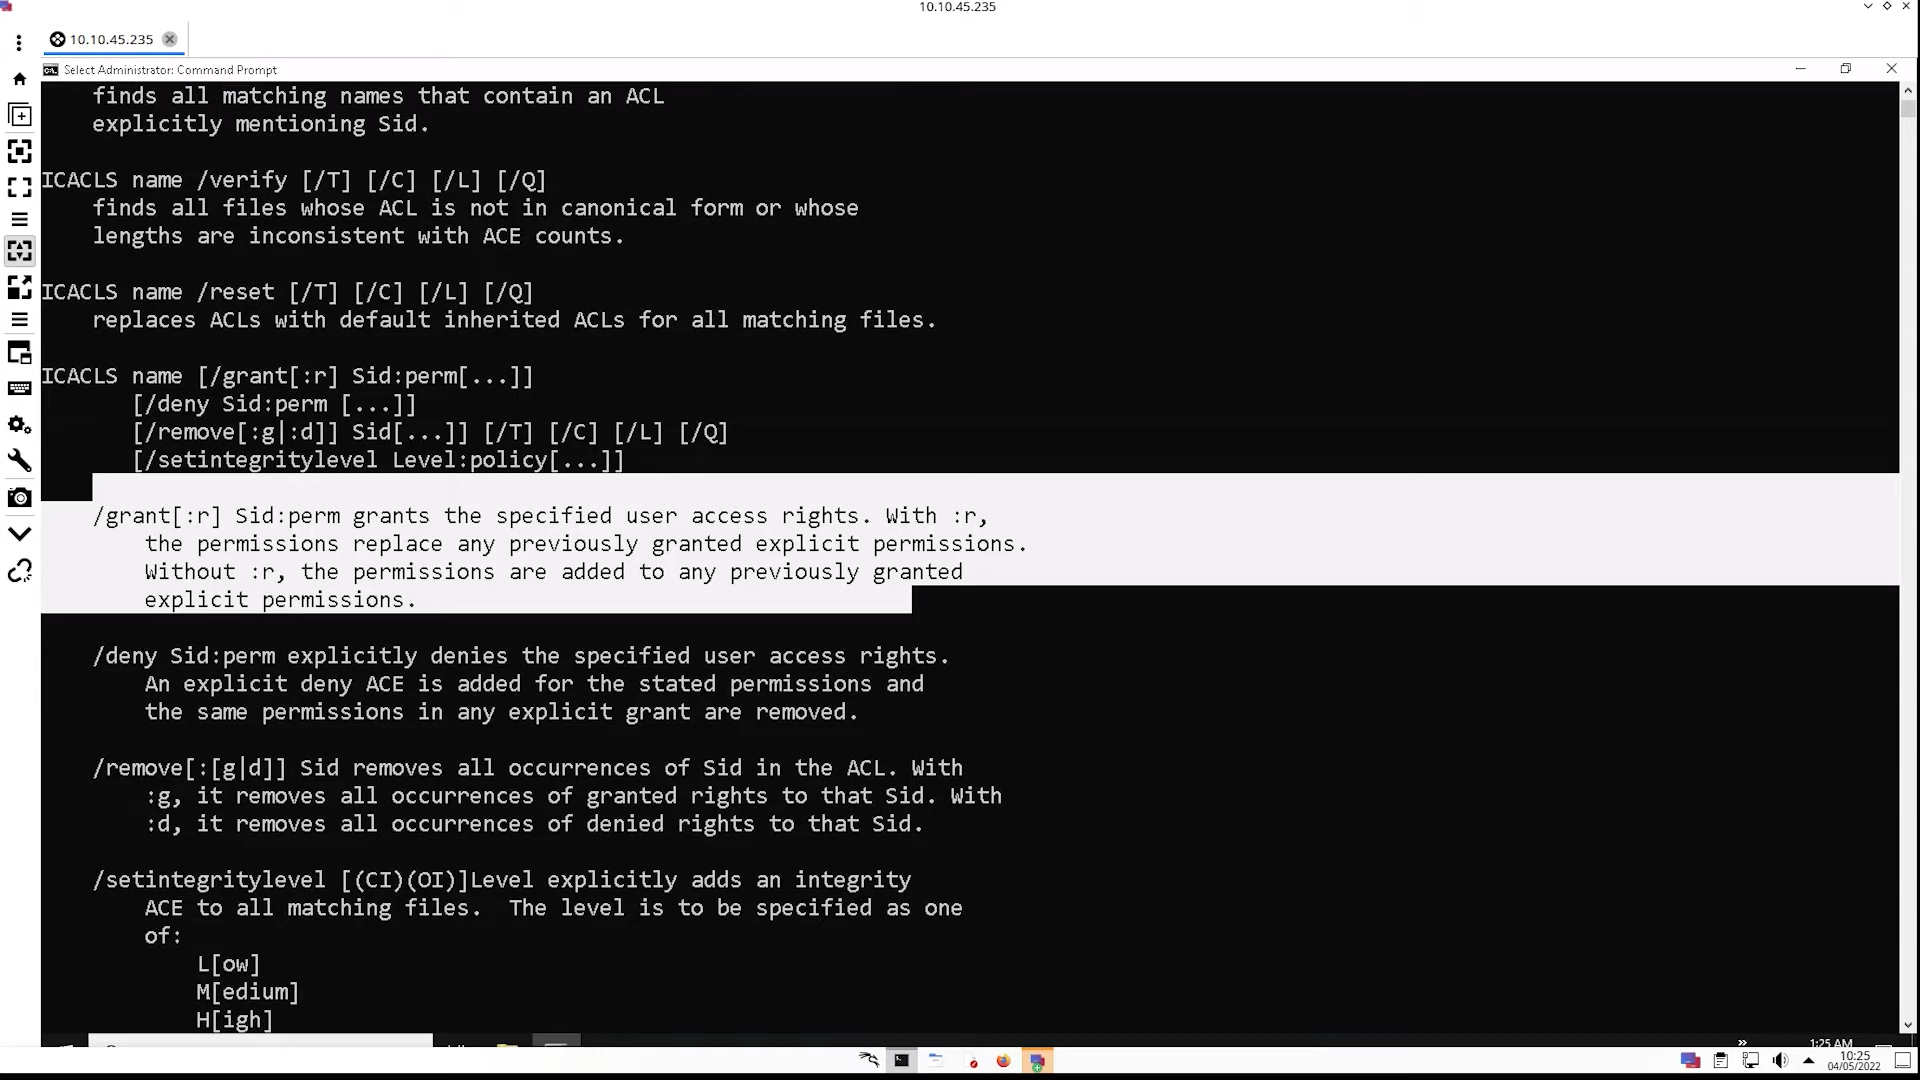 10.10.45.235
10.10.45.235
Select Administrator: Command Prompt
finds all matching names that contain an ACL
explicitly mentioning Sid.
ICACLS name /verify [/T] [/C] [/L] [/Q]
finds all files whose ACL is not in canonical form or whose
lengths are inconsistent with ACE counts.
ICACLS name /reset [/T] [/C] [/L] [/Q]
replaces ACLs with default inherited ACLs for all matching files.
ICACLS name [/grant[:r] Sid:perm[...]]
[/deny Sid:perm [...]]
[/remove[:g|:d]] Sid[...]] [/T] [/C] [/L] [/Q]
[/setintegritylevel Level:policy[...]]
/grant[:r] Sid:perm grants the specified user access rights. With :r,
the permissions replace any previously granted explicit permissions.
Without :r, the permissions are added to any previously granted
explicit permissions.
/deny Sid:perm explicitly denies the specified user access rights.
An explicit deny ACE is added for the stated permissions and
the same permissions in any explicit grant are removed.
/remove[:[g|d]] Sid removes all occurrences of Sid in the ACL. With
:g, it removes all occurrences of granted rights to that Sid. With
:d, it removes all occurrences of denied rights to that Sid.
/setintegritylevel [(CI)(OI)]Level explicitly adds an integrity
ACE to all matching files.  The level is to be specified as one
of:
L[ow]
M[edium]
H[igh]
1:25 AM
10:25
04/05/2022